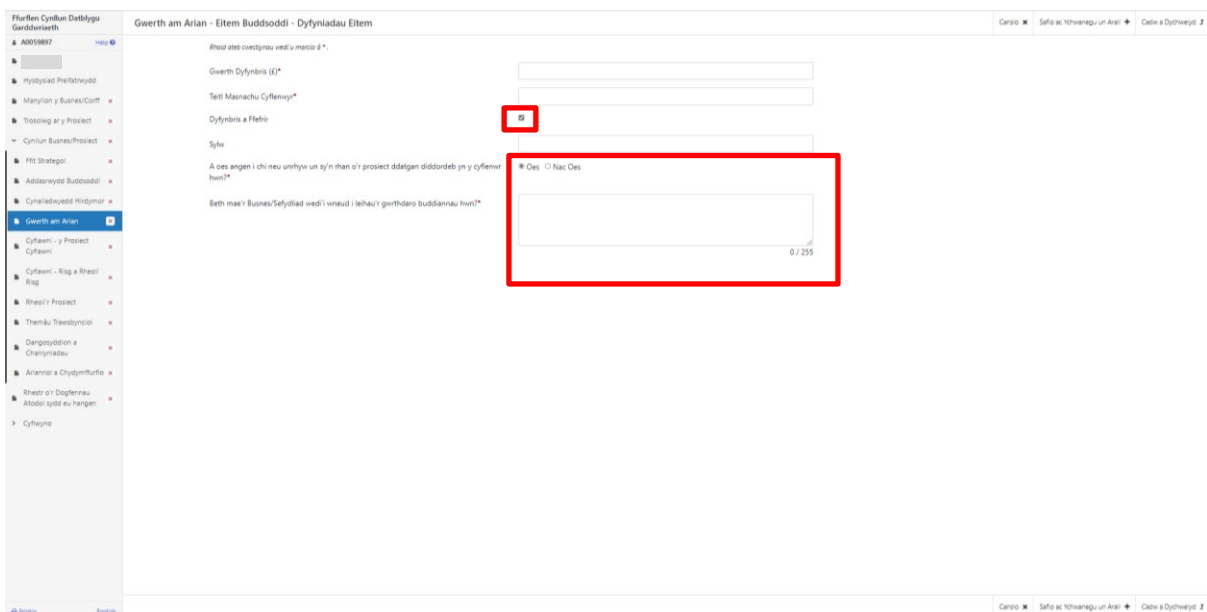 Ffurflen Cynllun Datblygu
Garddwriaeth
Gwerth am Arian - Eitem Buddsoddi - Dyfyniadau Eitem
Canslo
Safio ac Ychwanegu un Arall
Cadw a Dychwelyd
A0059897
Help
Rhaid ateb cwestiynau wedi'u marcio â *.
Hysbysiad Preifatrwydd
Gwerth Dyfynbris (£)*
Manylion y Busnes/Corff
Teitl Masnachu Cyflenwyr*
Trosolwg ar y Prosiect
Dyfynbris a Ffefrir
Cynllun Busnes/Prosiect
Sylw
Ffit Strategol
A oes angen i chi neu unrhyw un sy'n rhan o'r prosiect ddatgan diddordeb yn y cyflenwr
hwn?*
Oes
Nac Oes
Addasrwydd Buddsoddi
Cynaliadwyedd Hirdymor
Beth mae'r Busnes/Sefydliad wedi'i wneud i leihau'r gwrthdaro buddiannau hwn?*
0 / 255
Gwerth am Arian
Cyflawni - y Prosiect
Cyflawni
Cyflawni - Risg a Rheoli
Risg
Rheoli'r Prosiect
Themâu Trawsbynciol
Dangosyddion a
Chanlyniadau
Ariannol a Chydymffurfio
Rhestr o'r Dogfennau
Atodol sydd eu hangen
Cyflwyno
English
Canslo
Safio ac Ychwanegu un Arall
Cadw a Dychwelyd